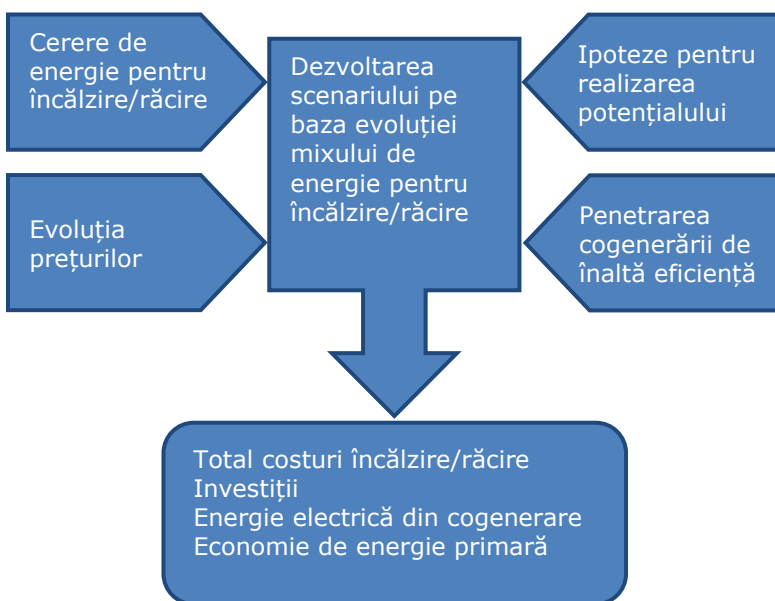 Cerere de
energie pentru
încălzire/răcire
Dezvoltarea
scenariului pe
baza evoluției
mixului de
energie pentru
încălzire/răcire
Ipoteze pentru
realizarea
potențialului
Evoluția
prețurilor
Penetrarea
cogenerării de
înaltă eficiență
Total costuri încălzire/răcire
Investiții
Energie electrică din cogenerare
Economie de energie primară